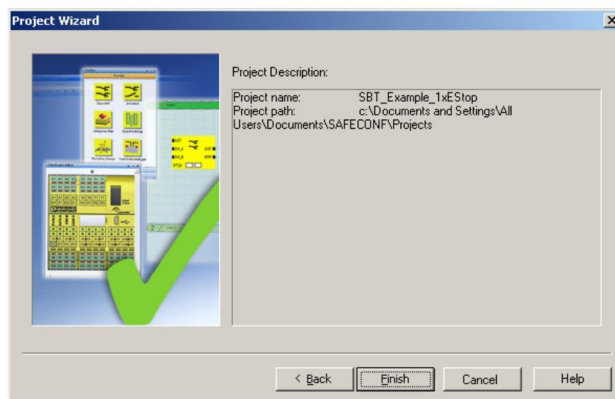 Project Wizard
Project Description:
Project name: SBT_Example_1xEStop
Project path: c:\Documents and Settings\All
Users\Documents\SAFECONF\Projects
< Back
Finish
Cancel
Help